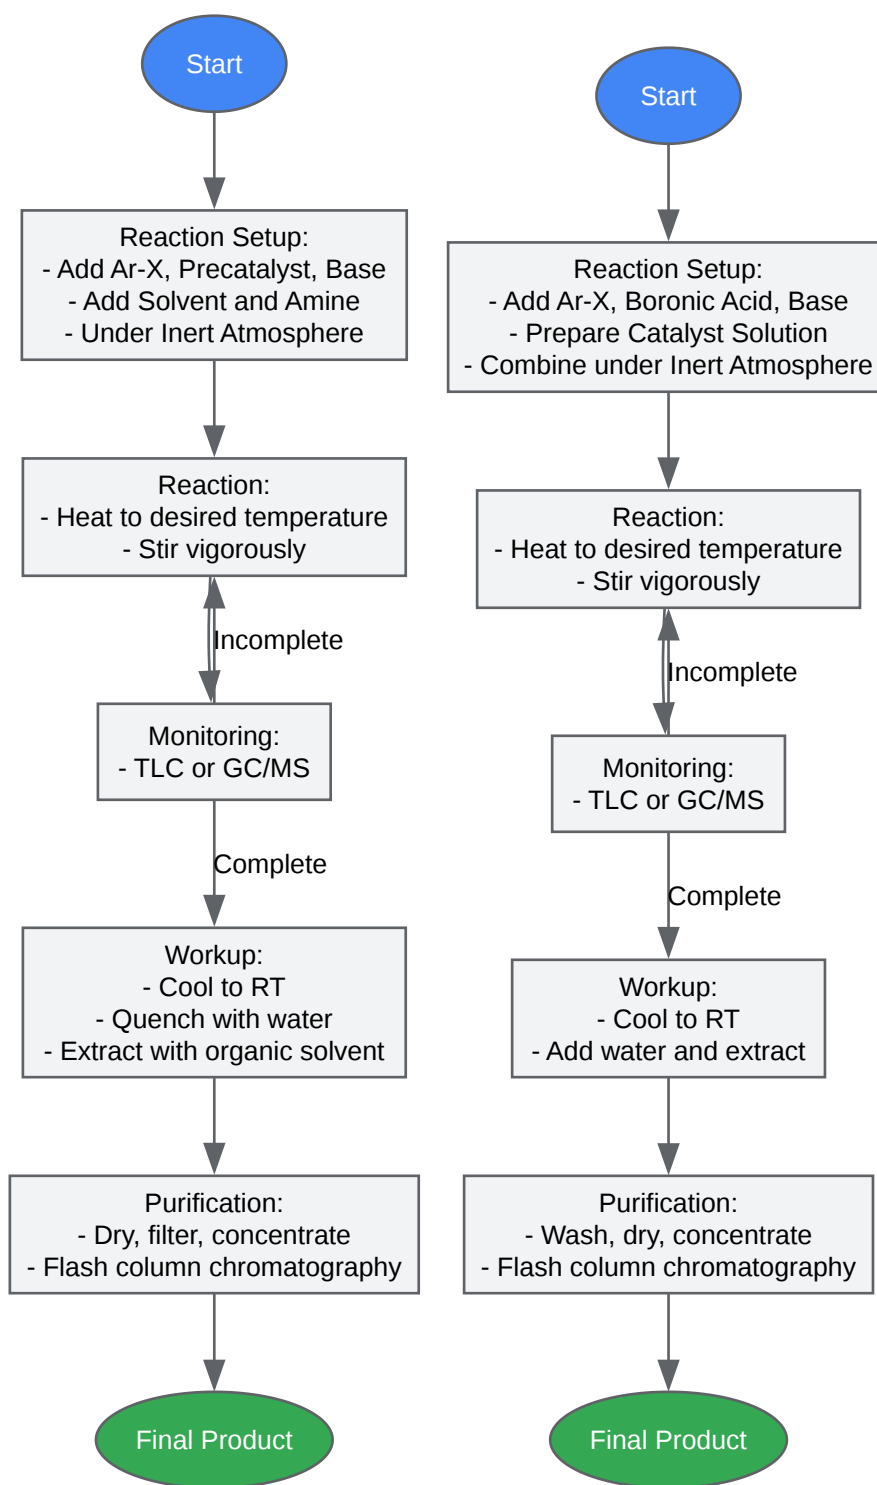 Start
Reaction Setup:
- Add Ar-X, Precatalyst, Base
- Add Solvent and Amine
- Under Inert Atmosphere
Reaction:
- Heat to desired temperature
- Stir vigorously
Incomplete
Monitoring:
- TLC or GC/MS
Complete
Workup:
- Cool to RT
- Quench with water
- Extract with organic solvent
Purification:
- Dry, filter, concentrate
- Flash column chromatography
Final Product
Start
Reaction Setup:
- Add Ar-X, Boronic Acid, Base
- Prepare Catalyst Solution
- Combine under Inert Atmosphere
Reaction:
- Heat to desired temperature
- Stir vigorously
Incomplete
Monitoring:
- TLC or GC/MS
Complete
Workup:
- Cool to RT
- Add water and extract
Purification:
- Wash, dry, concentrate
- Flash column chromatography
Final Product